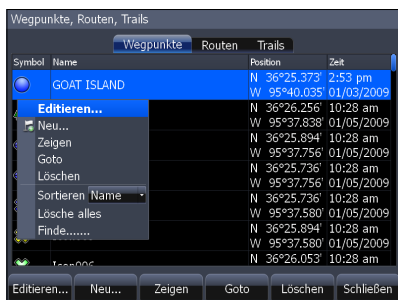 Wegpunkte, Routen, Trails
Wegpunkte Routen Trails
Symbol Name Position Zeit
GOAT ISLAND N 36°25.373' 2:53 pm
W 95°40.035' 01/03/2009
Editieren... N 36°26.256' 10:28 am
Neu... W 95°37.838' 01/05/2009
Zeigen N 36°25.894' 10:28 am
Goto W 95°37.756' 01/05/2009
Löschen N 36°25.736' 10:28 am
W 95°37.756' 01/05/2009
Sortieren Name N 36°25.736' 10:28 am
Lösche alles W 95°37.580' 01/05/2009
Finde....... N 36°25.894' 10:28 am
W 95°37.580' 01/05/2009
Icon006 N 36°26.053' 10:28 am
Editieren... Neu... Zeigen Goto Löschen Schließen